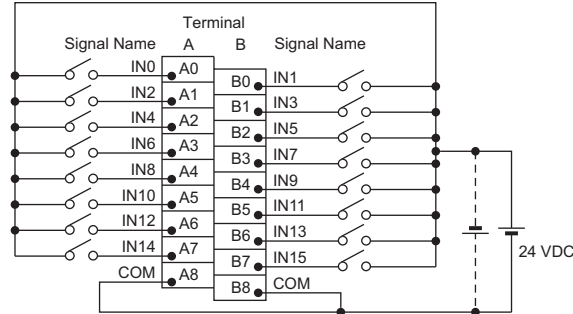 Terminal
Signal Name A B Signal Name
IN0 A0 B0 IN1
IN2 A1 B1 IN3
IN4 A2 B2 IN5
IN6 A3 B3 IN7
IN8 A4 B4 IN9
IN10 A5 B5 IN11
IN12 A6 B6 IN13
IN14 A7 B7 IN15
COM A8 B8 COM
24 VDC